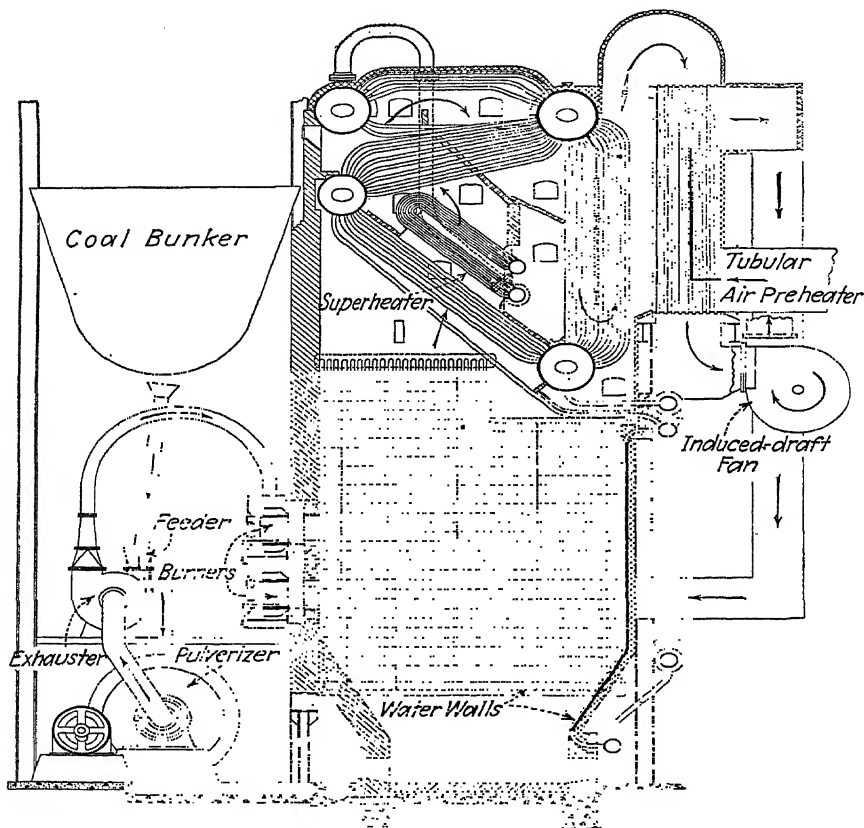 Coal Bunker
Superheater
Tubular
Air Preheater
Induced-draft
Fan
Feeder
Burners
Exhauster
Pulverizer
Water Walls